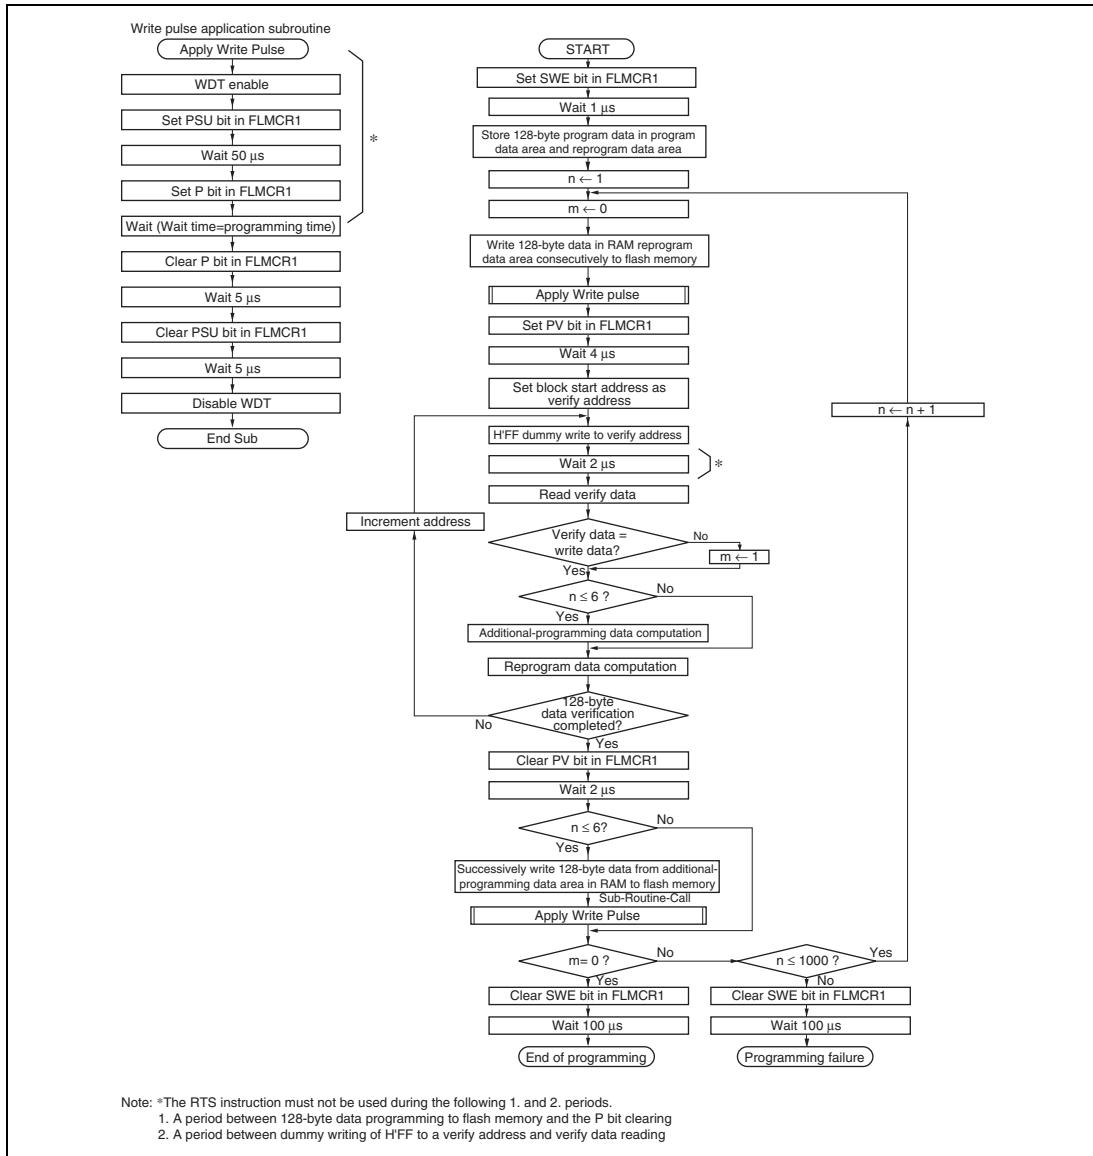 Write pulse application subroutine
Apply Write Pulse
WDT enable
Set PSU bit in FLMCR1
Wait 50 μs
Set P bit in FLMCR1
Wait (Wait time=programming time)
Clear P bit in FLMCR1
Wait 5 μs
Clear PSU bit in FLMCR1
Wait 5 μs
Disable WDT
End Sub
*
START
Set SWE bit in FLMCR1
Wait 1 μs
Store 128-byte program data in program
data area and reprogram data area
n ← 1
m ← 0
Write 128-byte data in RAM reprogram
data area consecutively to flash memory
Apply Write pulse
Set PV bit in FLMCR1
Wait 4 μs
Set block start address as
verify address
n ← n + 1
H'FF dummy write to verify address
Wait 2 μs
*
Read verify data
Increment address
Verify data =
write data?
No
m ← 1
Yes
n ≤ 6 ?
No
Yes
Additional-programming data computation
Reprogram data computation
128-byte
data verification
completed?
No
Yes
Clear PV bit in FLMCR1
Wait 2 μs
n ≤ 6?
No
Yes
Successively write 128-byte data from additional-
programming data area in RAM to flash memory
Sub-Routine-Call
Apply Write Pulse
m= 0 ?
No
n ≤ 1000 ?
Yes
Yes
No
Clear SWE bit in FLMCR1
Clear SWE bit in FLMCR1
Wait 100 μs
Wait 100 μs
End of programming
Programming failure
Note: *The RTS instruction must not be used during the following 1. and 2. periods.
1. A period between 128-byte data programming to flash memory and the P bit clearing
2. A period between dummy writing of H'FF to a verify address and verify data reading